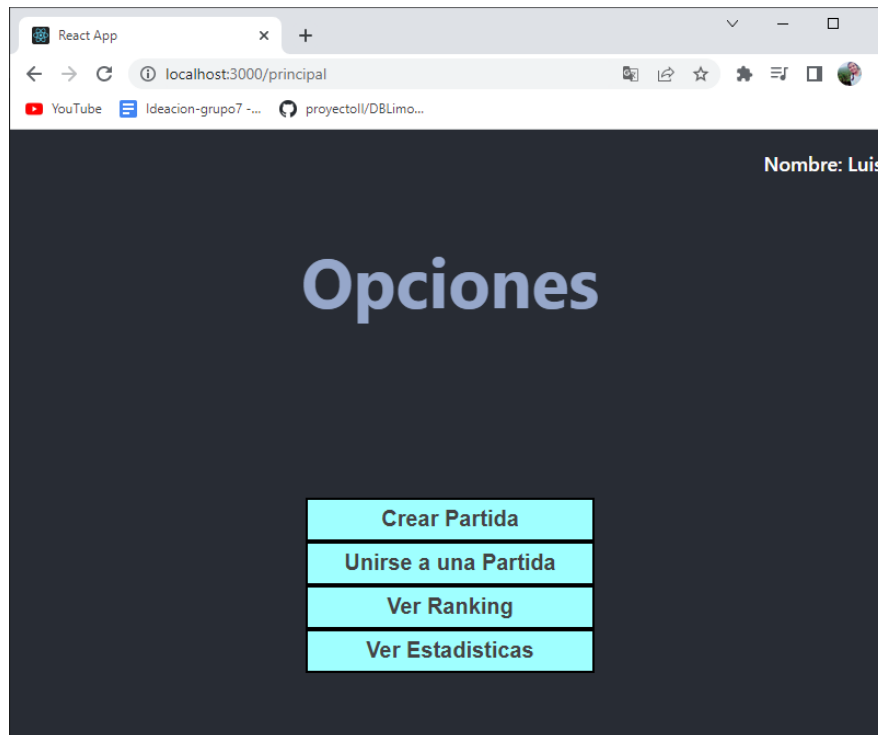 React App
localhost:3000/principal
YouTube Ideacion-grupo7 -... proyectoII/DBLimo...
Nombre: Luis
Opciones
Crear Partida
Unirse a una Partida
Ver Ranking
Ver Estadisticas